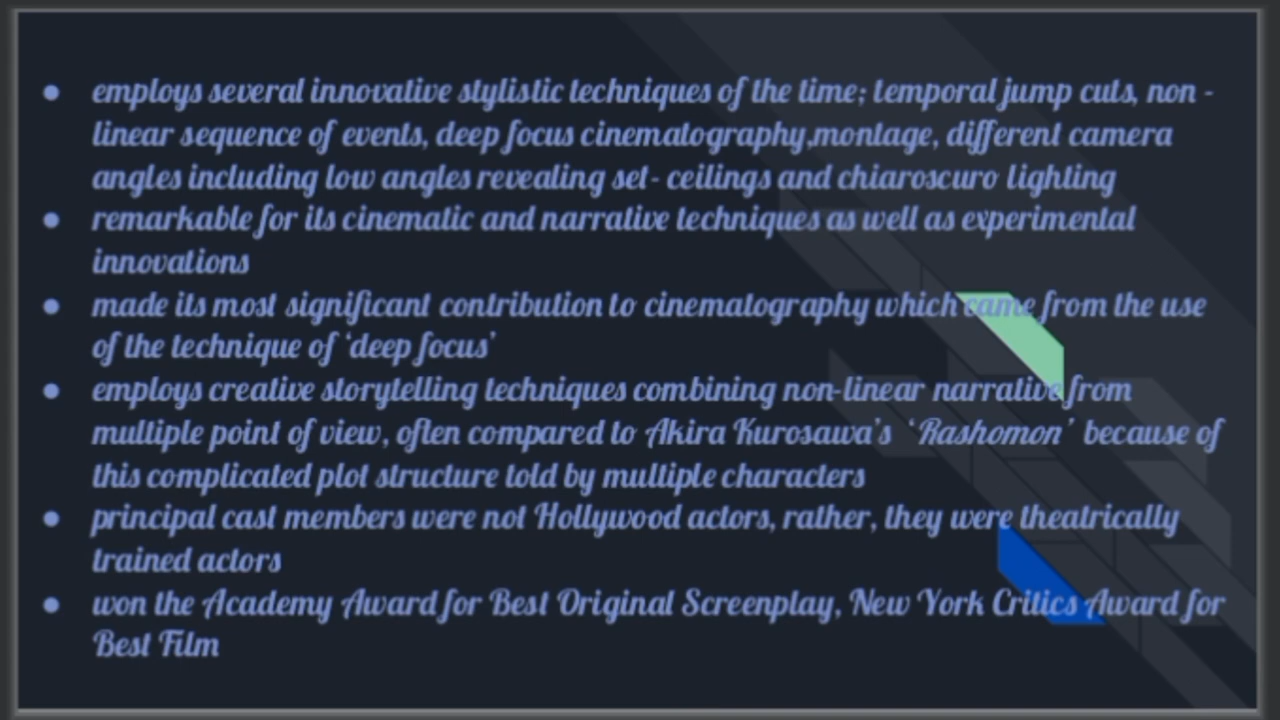 • employs several innovative stylistic techniques of the time; temporal jump cuts, non -
linear sequence of events, deep focus cinematography,montage, different camera
angles including low angles revealing set- ceilings and chiaroscuro lighting
• remarkable for its cinematic and narrative techniques as well as experimental
innovations
• made its most significant contribution to cinematography which came from the use
of the technique of ‘deep focus’
• employs creative storytelling techniques combining non-linear narrative from
multiple point of view, often compared to Akira Kurosawa’s ‘Rashomon’ because of
this complicated plot structure told by multiple characters
• principal cast members were not Hollywood actors, rather, they were theatrically
trained actors
• won the Academy Award for Best Original Screenplay, New York Critics Award for
Best Film